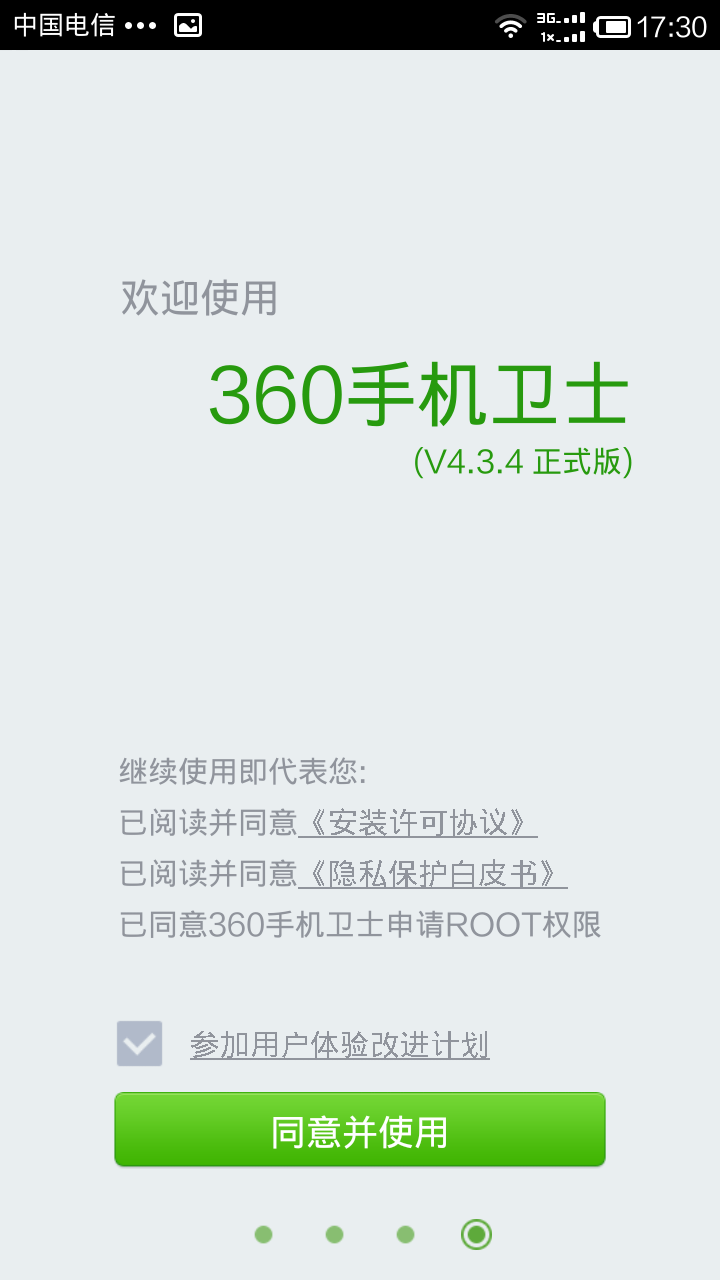 中国电信 ••• 3G 1× 17:30
欢迎使用
360手机卫士
(V4.3.4 正式版)
继续使用即代表您:
已阅读并同意《安装许可协议》
已阅读并同意《隐私保护白皮书》
已同意360手机卫士申请ROOT权限
参加用户体验改进计划
同意并使用